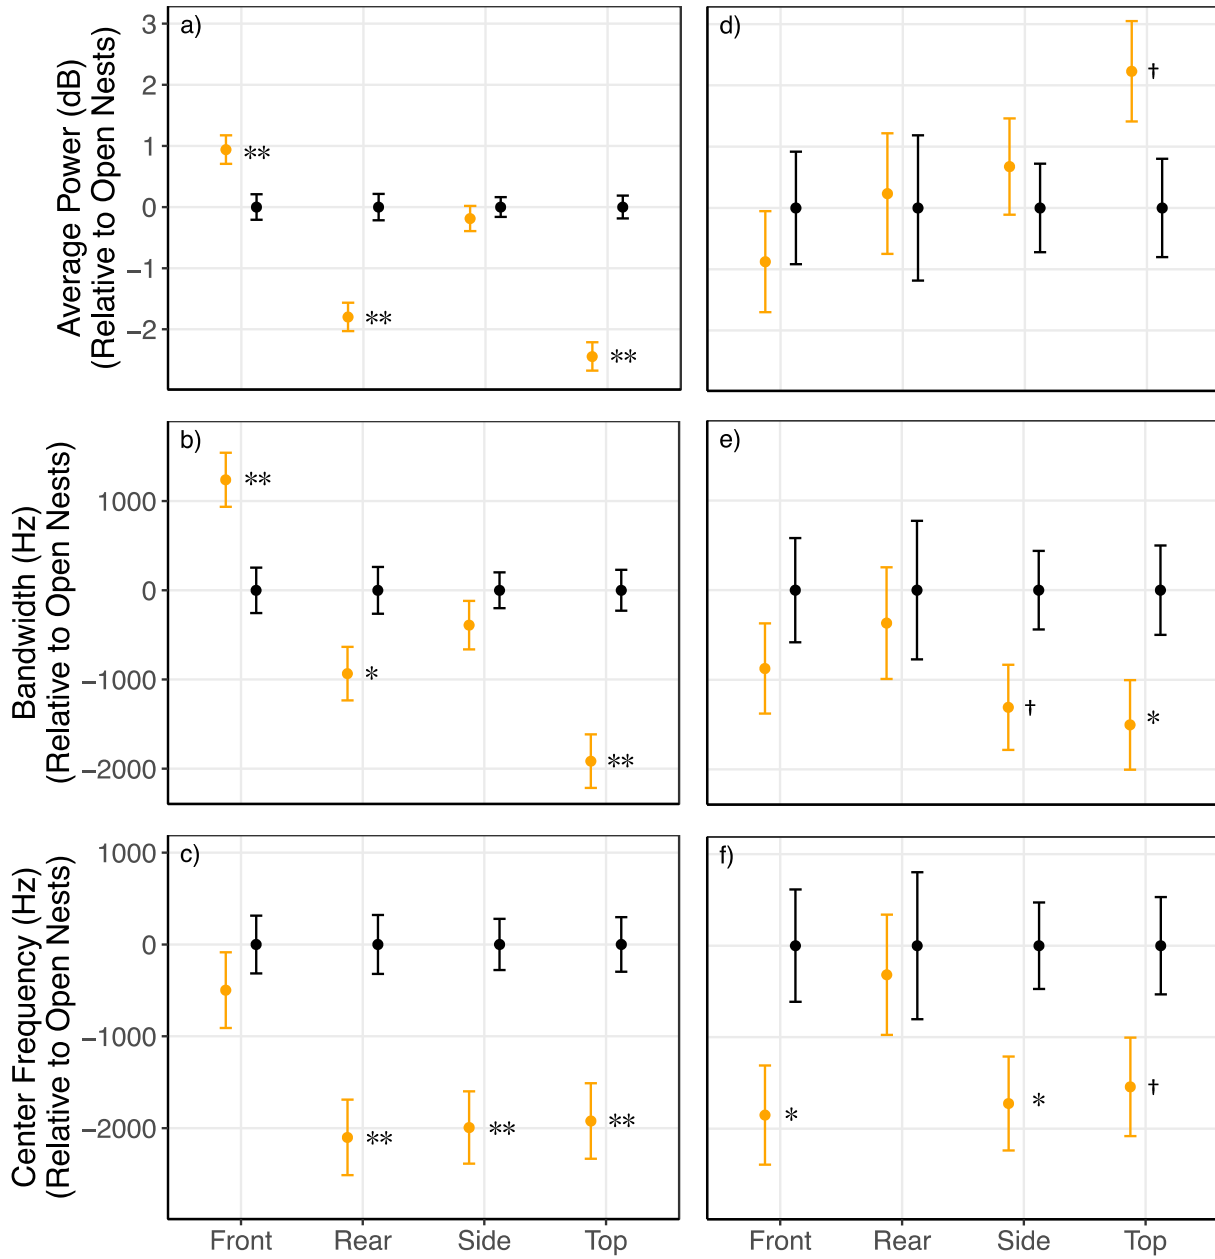 a)
d)
Average Power (dB)
(Relative to Open Nests)
3
2
1
0
−1
−2
**
**
**
†
b)
e)
Bandwidth (Hz)
(Relative to Open Nests)
1000
0
−1000
−2000
**
*
**
†
*
c)
f)
Center Frequency (Hz)
(Relative to Open Nests)
1000
0
−1000
−2000
**
**
**
*
*
†
Front Rear Side Top
Front Rear Side Top